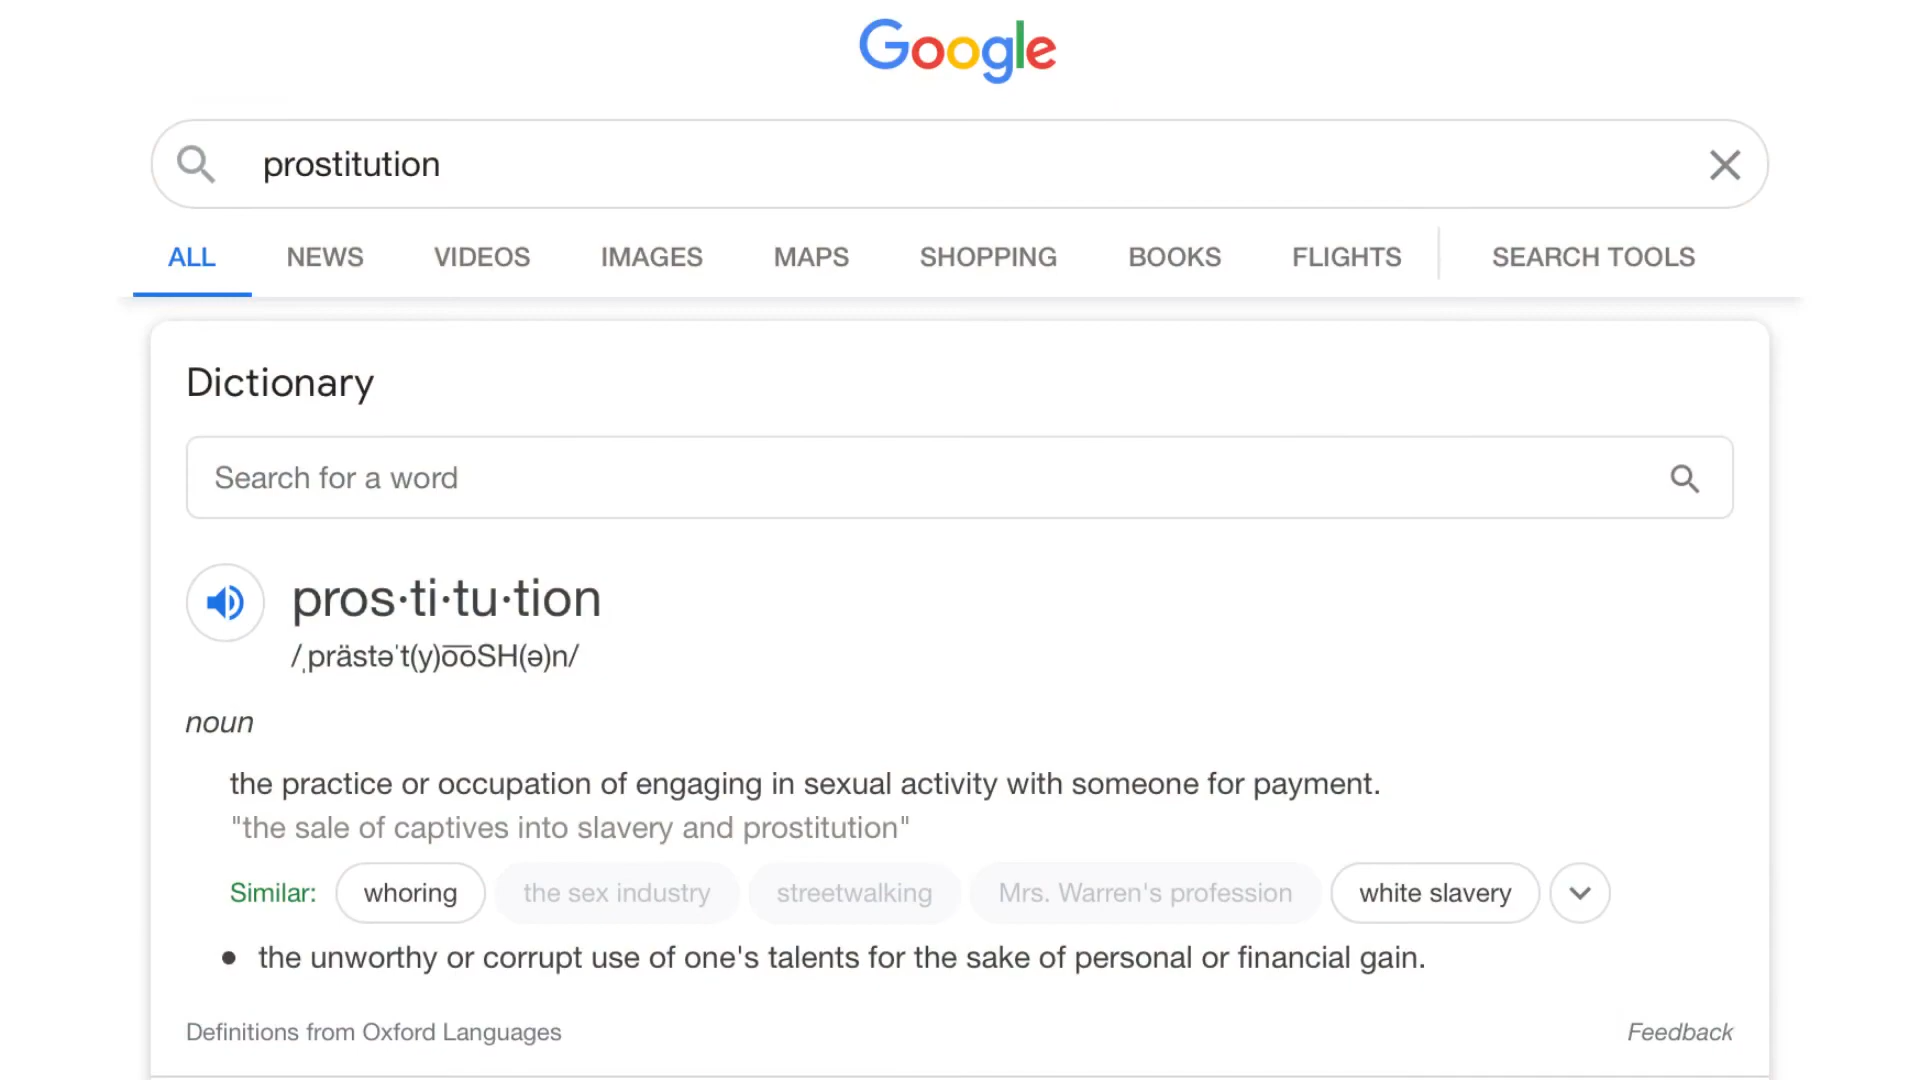 Google
prostitution
ALL NEWS VIDEOS IMAGES MAPS SHOPPING BOOKS FLIGHTS SEARCH TOOLS
Dictionary
Search for a word
pros·ti·tu·tion
/ˌprästəˈt(y)o͞oSH(ə)n/
noun
the practice or occupation of engaging in sexual activity with someone for payment.
"the sale of captives into slavery and prostitution"
Similar: whoring the sex industry streetwalking Mrs. Warren's profession white slavery
• the unworthy or corrupt use of one's talents for the sake of personal or financial gain.
Definitions from Oxford Languages Feedback